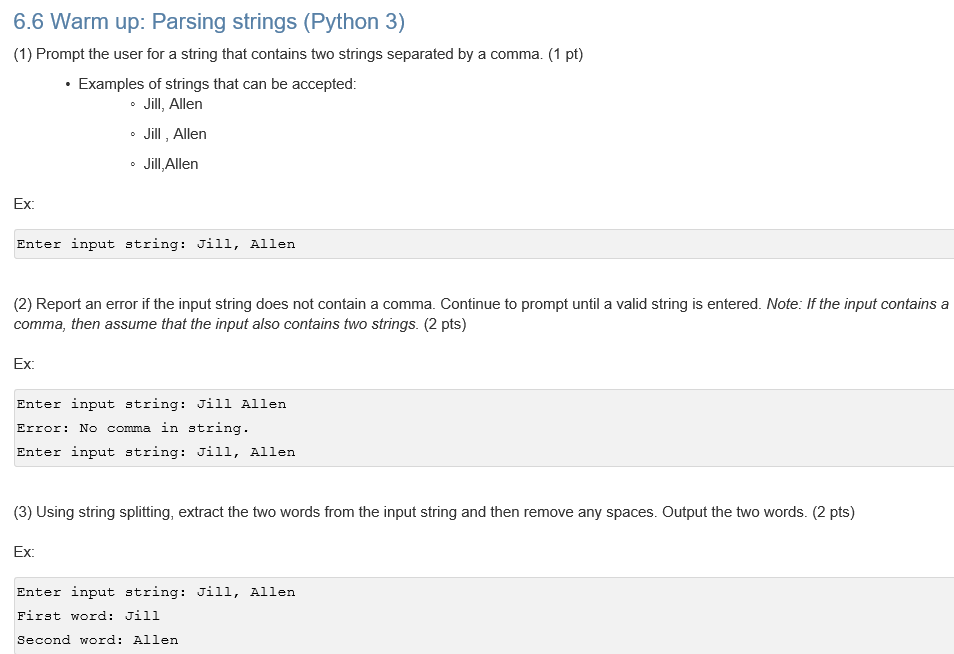 6.6 Warm up: Parsing strings (Python 3)
(1) Prompt the user for a string that contains two strings separated by a comma. (1 pt)
• Examples of strings that can be accepted:
◦ Jill, Allen
◦ Jill , Allen
◦ Jill,Allen
Ex:
Enter input string: Jill, Allen
(2) Report an error if the input string does not contain a comma. Continue to prompt until a valid string is entered. Note: If the input contains a
comma, then assume that the input also contains two strings. (2 pts)
Ex:
Enter input string: Jill Allen
Error: No comma in string.
Enter input string: Jill, Allen
(3) Using string splitting, extract the two words from the input string and then remove any spaces. Output the two words. (2 pts)
Ex:
Enter input string: Jill, Allen
First word: Jill
Second word: Allen